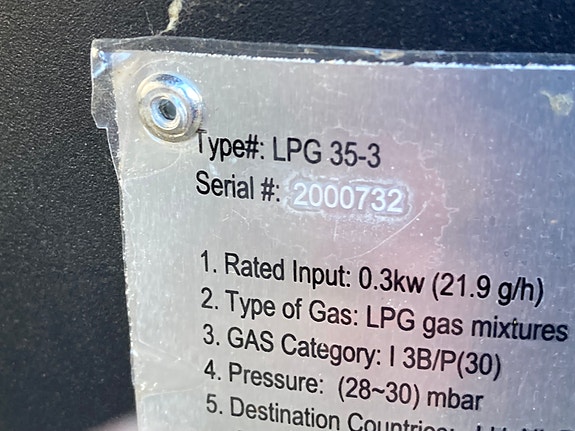 Type#: LPG 35-3
Serial #: 2000732
1. Rated Input: 0.3kw (21.9 g/h)
2. Type of Gas: LPG gas mixtures
3. GAS Category: I 3B/P(30)
4. Pressure: (28~30) mbar
5. Destination Countries: